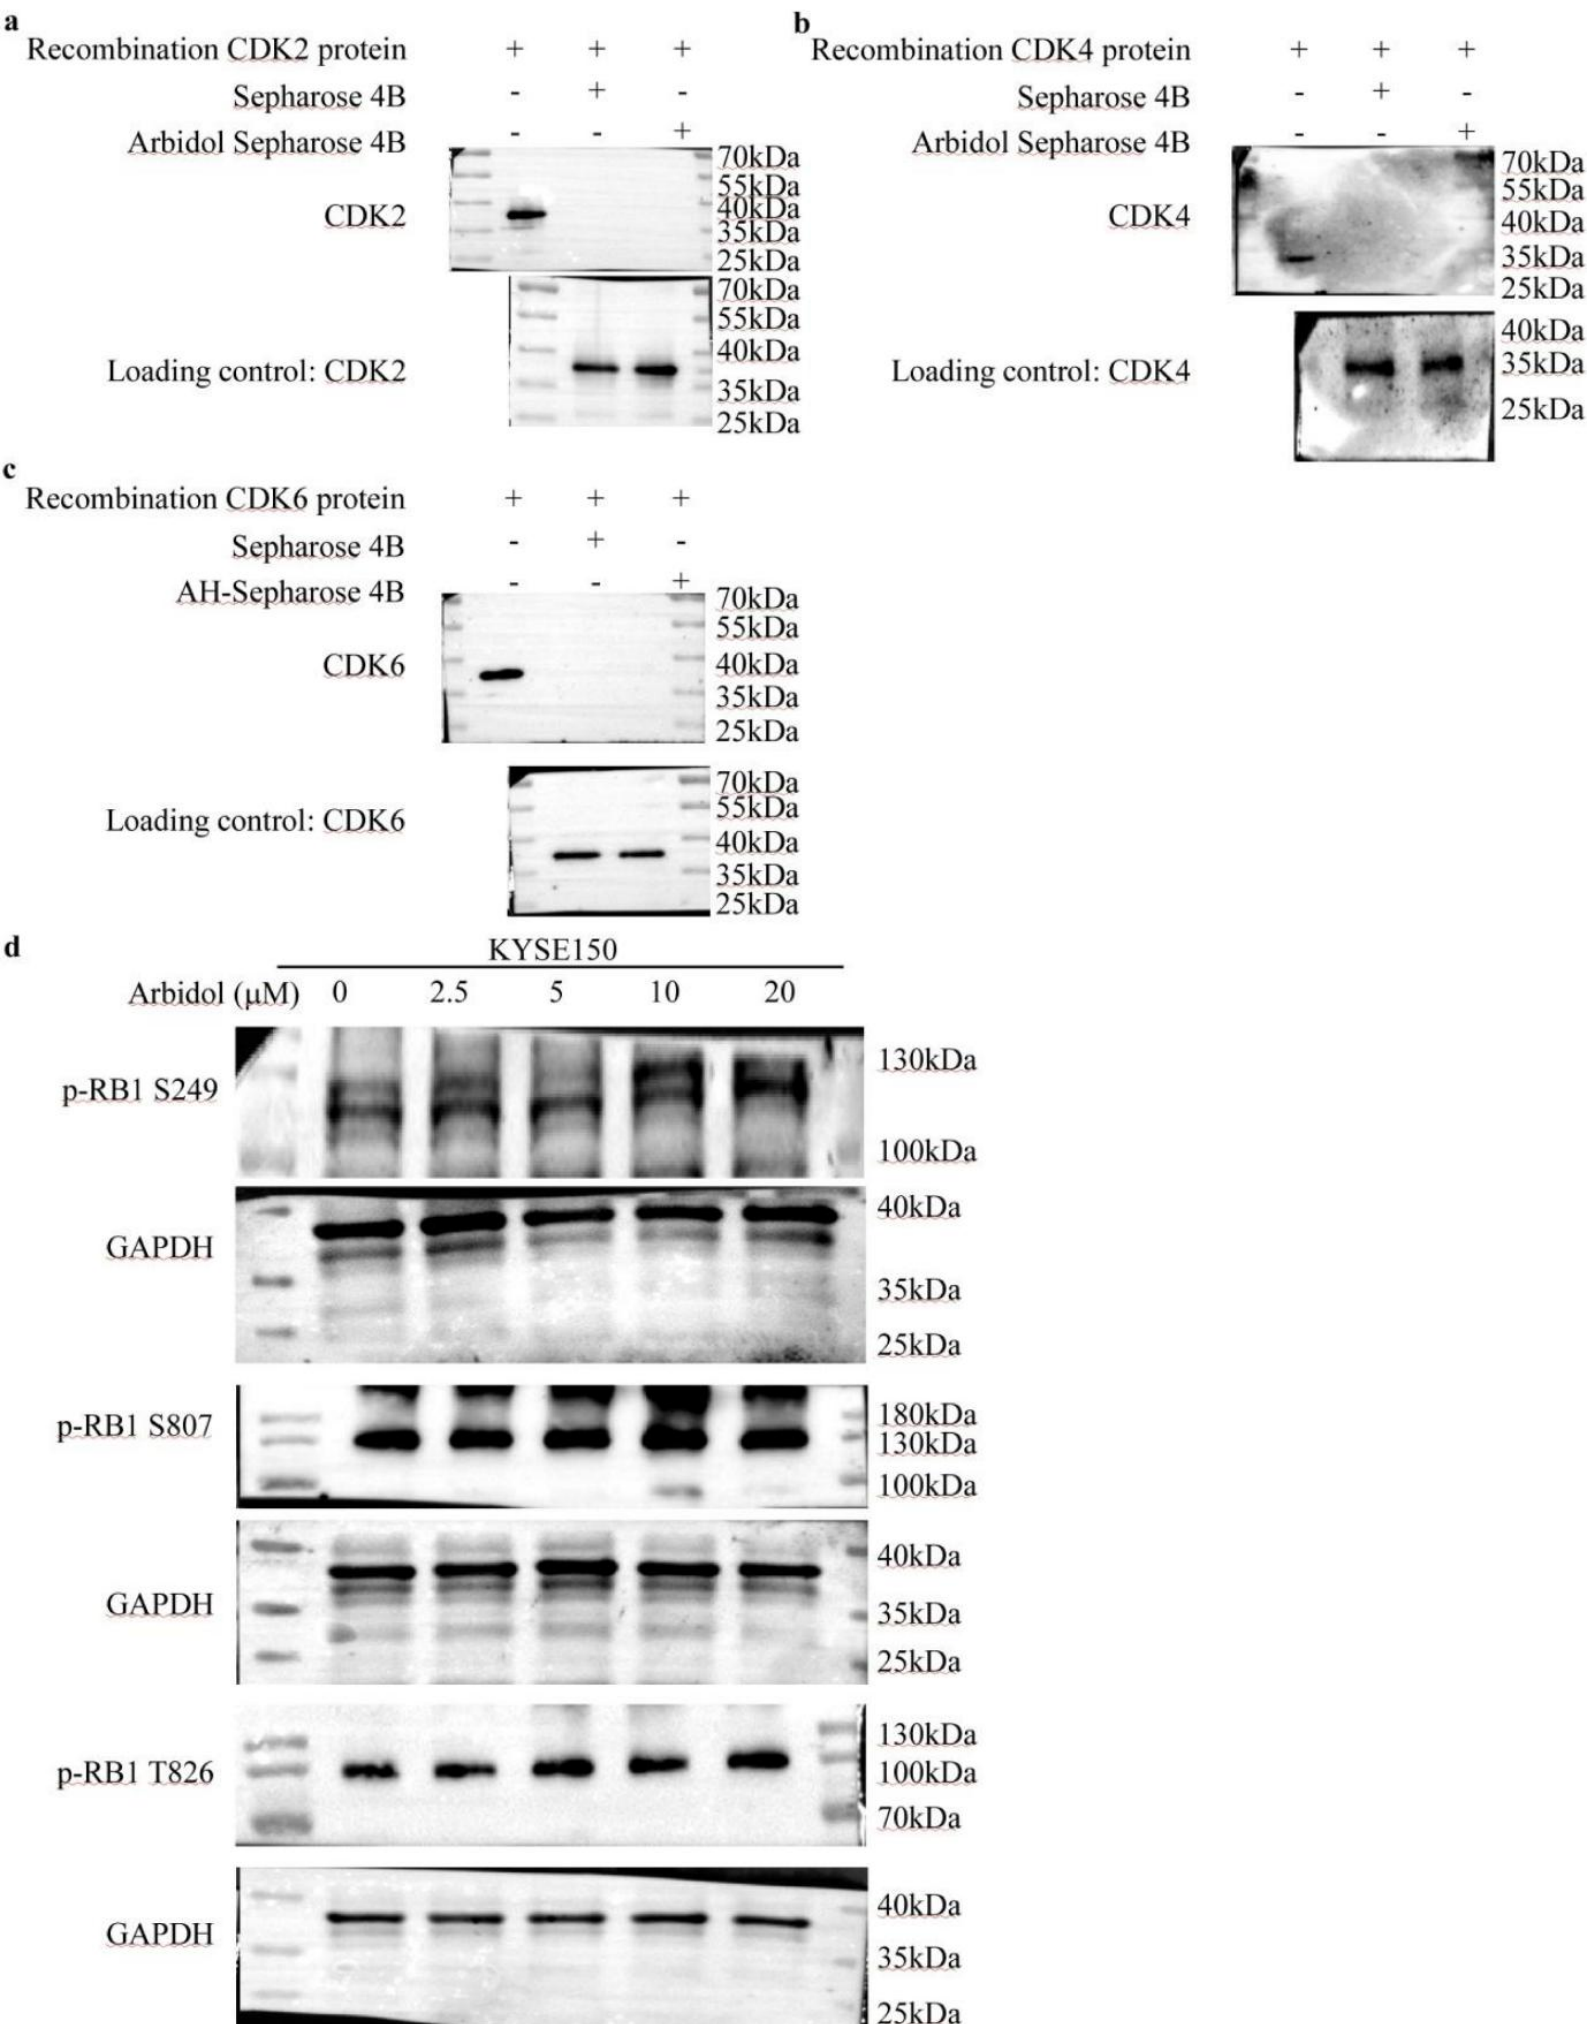 a
Recombination CDK2 protein + + +
Sepharose 4B - + -
Arbidol Sepharose 4B - - +
CDK2
70kDa
55kDa
40kDa
35kDa
25kDa
Loading control: CDK2
70kDa
55kDa
40kDa
35kDa
25kDa
b
Recombination CDK4 protein + + +
Sepharose 4B - + -
Arbidol Sepharose 4B - - +
CDK4
70kDa
55kDa
40kDa
35kDa
25kDa
Loading control: CDK4
40kDa
35kDa
25kDa
c
Recombination CDK6 protein + + +
Sepharose 4B - + -
AH-Sepharose 4B - - +
CDK6
70kDa
55kDa
40kDa
35kDa
25kDa
Loading control: CDK6
70kDa
55kDa
40kDa
35kDa
25kDa
d
KYSE150
Arbidol (μM) 0 2.5 5 10 20
p-RB1 S249
130kDa
100kDa
GAPDH
40kDa
35kDa
25kDa
p-RB1 S807
180kDa
130kDa
100kDa
GAPDH
40kDa
35kDa
25kDa
p-RB1 T826
130kDa
100kDa
70kDa
GAPDH
40kDa
35kDa
25kDa